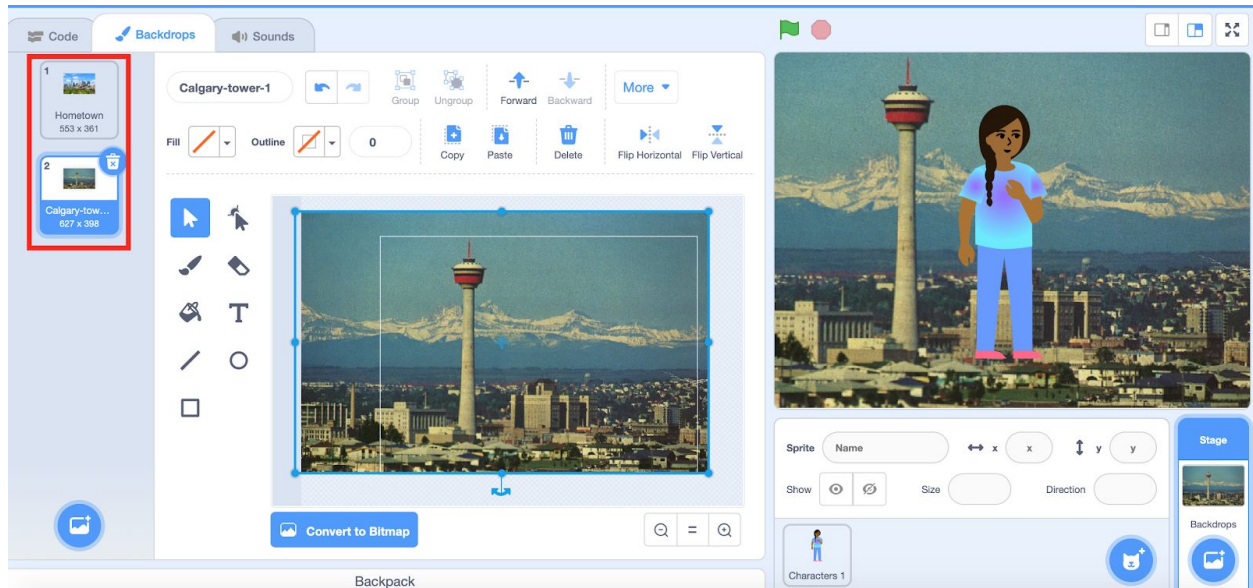 Code
Backdrops
Sounds
1
Hometown
553 x 361
2
Calgary-tow...
627 x 398
Calgary-tower-1
Group
Ungroup
Forward
Backward
More
Fill
Outline
0
Copy
Paste
Delete
Flip Horizontal
Flip Vertical
T
Convert to Bitmap
=
Backpack
Sprite
Name
x
x
y
y
Show
Size
Direction
Characters 1
Stage
Backdrops